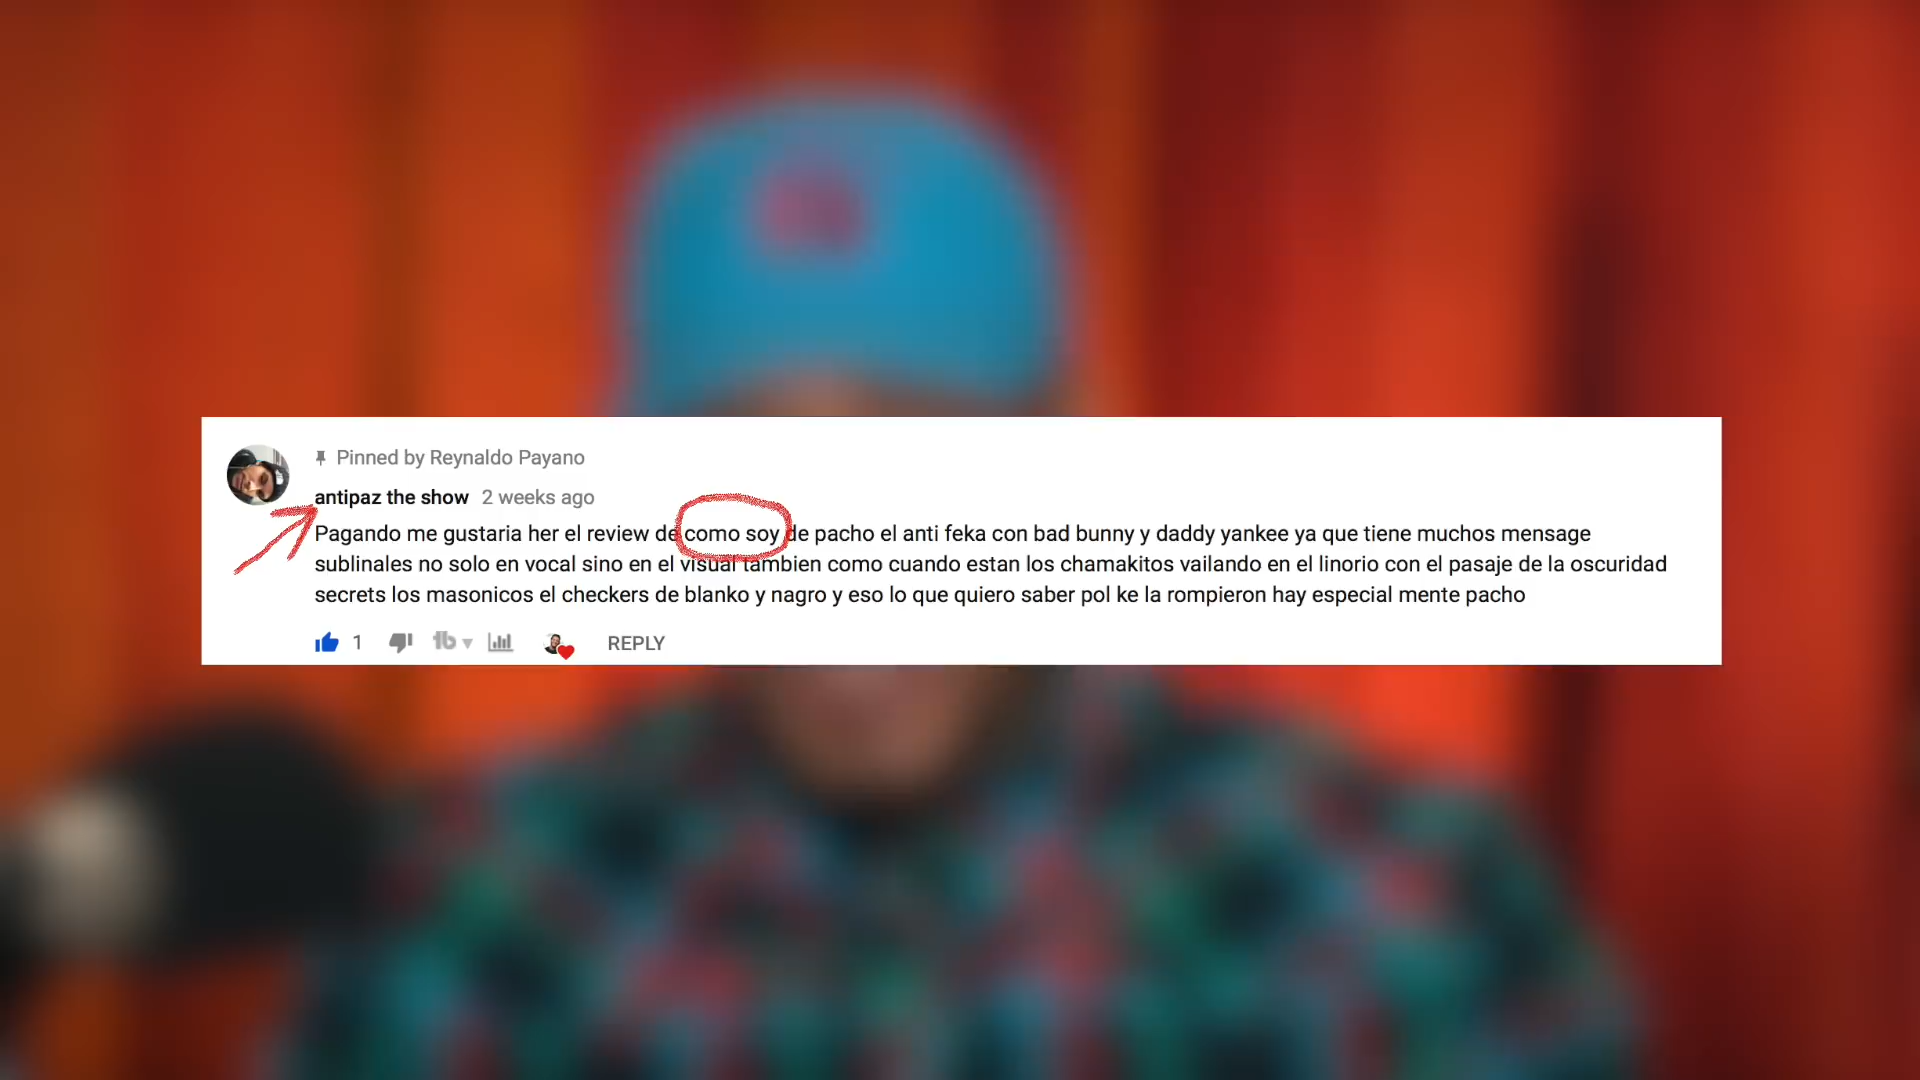 Pinned by Reynaldo Payano
antipaz the show 2 weeks ago
Pagando me gustaria her el review de como soy de pacho el anti feka con bad bunny y daddy yankee ya que tiene muchos mensage
sublinales no solo en vocal sino en el visual tambien como cuando estan los chamakitos vailando en el linorio con el pasaje de la oscuridad
secrets los masonicos el checkers de blanko y nagro y eso lo que quiero saber pol ke la rompieron hay especial mente pacho
1 REPLY